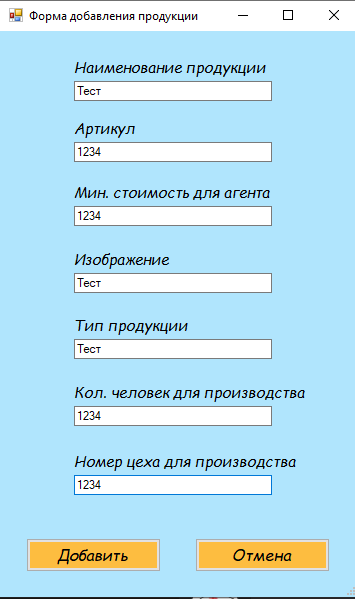 Форма добавления продукции
Наименование продукции
Тест
Артикул
1234
Мин. стоимость для агента
1234
Изображение
Тест
Тип продукции
Тест
Кол. человек для производства
1234
Номер цеха для производства
1234
Добавить
Отмена